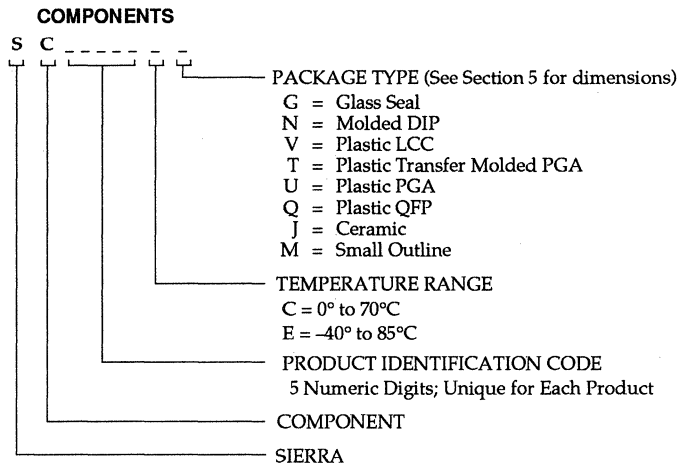 COMPONENTS
S C _ _ _ _ _ _ _
PACKAGE TYPE (See Section 5 for dimensions)
G = Glass Seal
N = Molded DIP
V = Plastic LCC
T = Plastic Transfer Molded PGA
U = Plastic PGA
Q = Plastic QFP
J = Ceramic
M = Small Outline
TEMPERATURE RANGE
C = 0° to 70°C
E = –40° to 85°C
PRODUCT IDENTIFICATION CODE
5 Numeric Digits; Unique for Each Product
COMPONENT
SIERRA